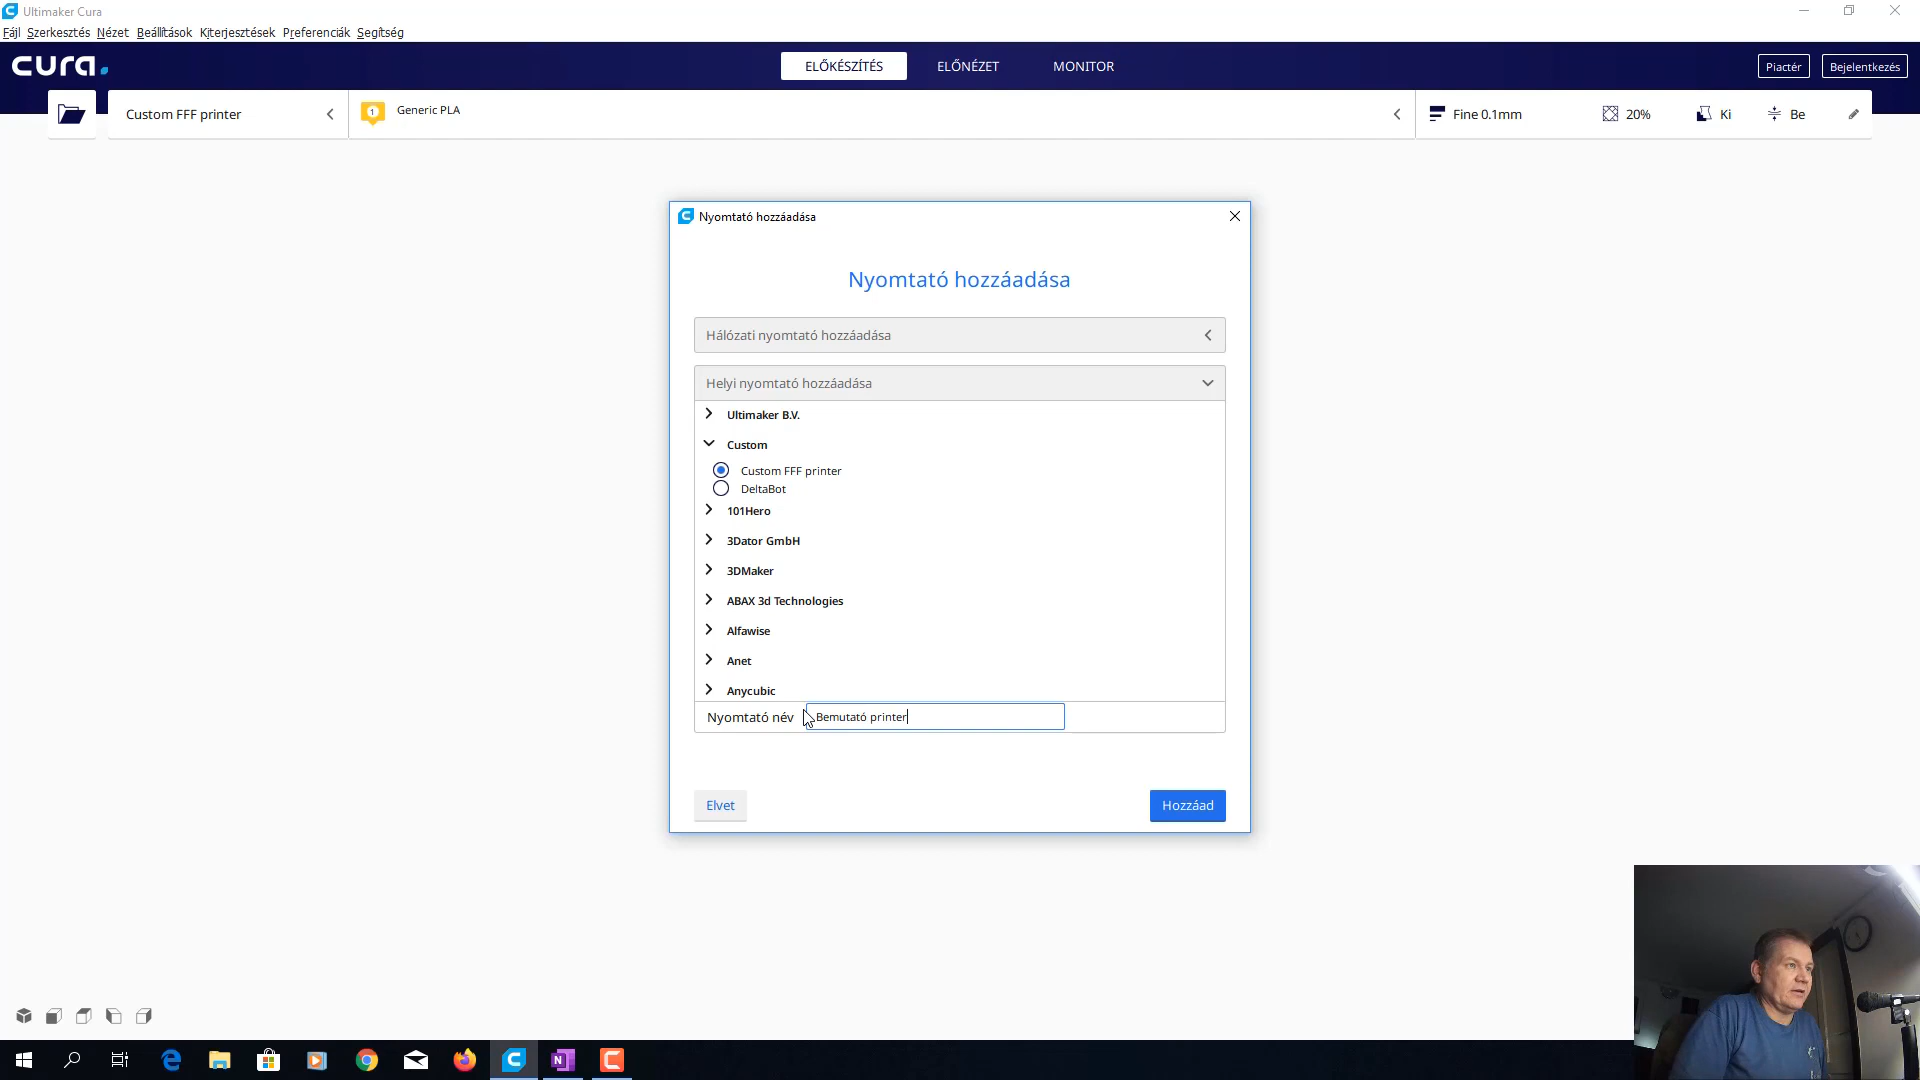 Ultimaker Cura
Fájl Szerkesztés Nézet Beállítások Kiterjesztések Preferenciák Segítség
cura.
ELŐKÉSZÍTÉS
ELŐNÉZET
MONITOR
Piactér
Bejelentkezés
Custom FFF printer
1
Generic PLA
Fine 0.1mm
20%
Ki
Be
Nyomtató hozzáadása
Nyomtató hozzáadása
Hálózati nyomtató hozzáadása
Helyi nyomtató hozzáadása
Ultimaker B.V.
Custom
Custom FFF printer
DeltaBot
101Hero
3Dator GmbH
3DMaker
ABAX 3d Technologies
Alfawise
Anet
Anycubic
Nyomtató név
Bemutató printer
Elvet
Hozzáad